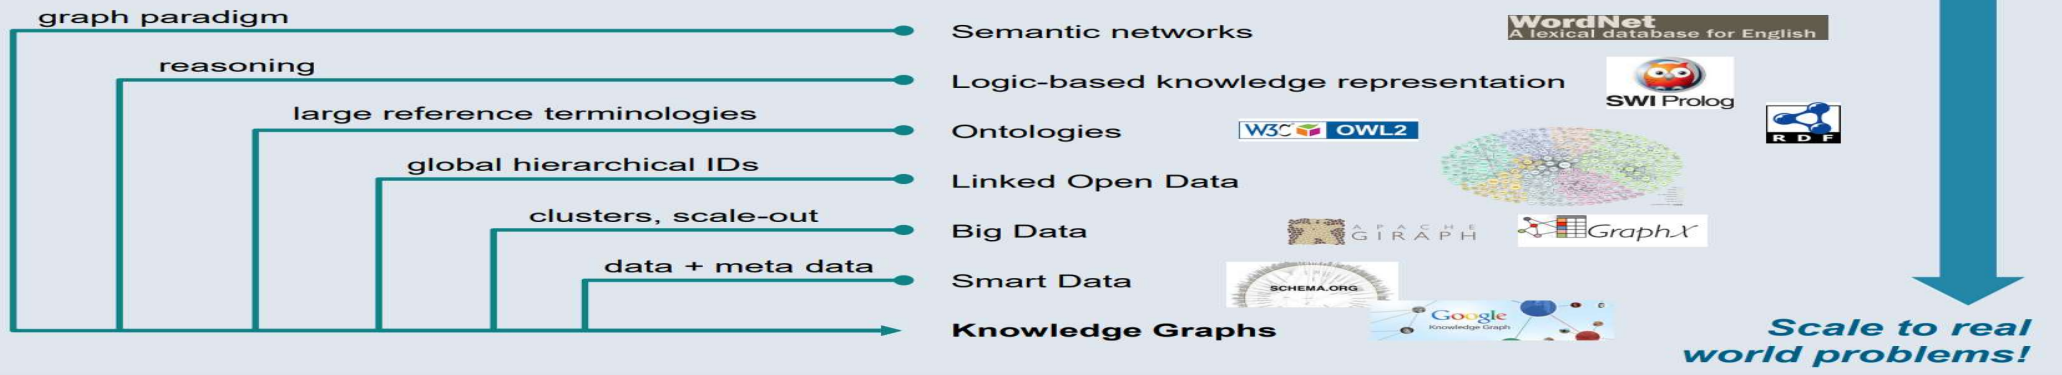 graph paradigm
Semantic networks
WordNet
A lexical database for English
reasoning
Logic-based knowledge representation
SWI Prolog
large reference terminologies
Ontologies
W3C OWL2
RDF
global hierarchical IDs
Linked Open Data
clusters, scale-out
Big Data
APACHE
GIRAPH
GraphX
data + meta data
Smart Data
SCHEMA.ORG
Knowledge Graphs
Google
Knowledge Graph
Scale to real
world problems!